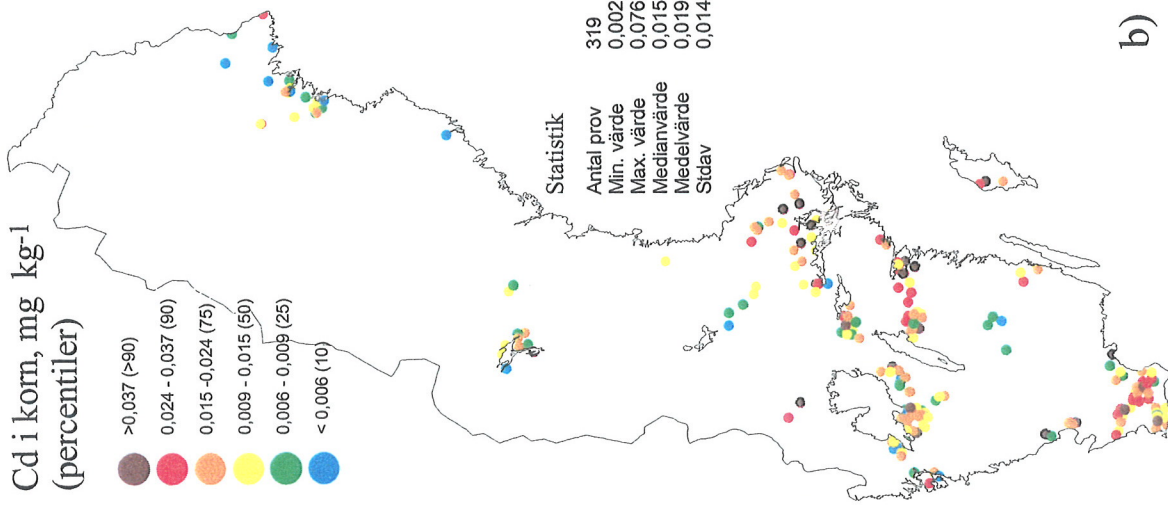 Cd i korn, mg kg-1
(percentiler)
>0,037 (>90)
0,024 - 0,037 (90)
0,015 -0,024 (75)
0,009 - 0,015 (50)
0,006 - 0,009 (25)
< 0,006 (10)
Statistik
Antal prov 319
Min. värde 0,002
Max. värde 0,076
Medianvärde 0,015
Medelvärde 0,019
Stdav 0,014
b)